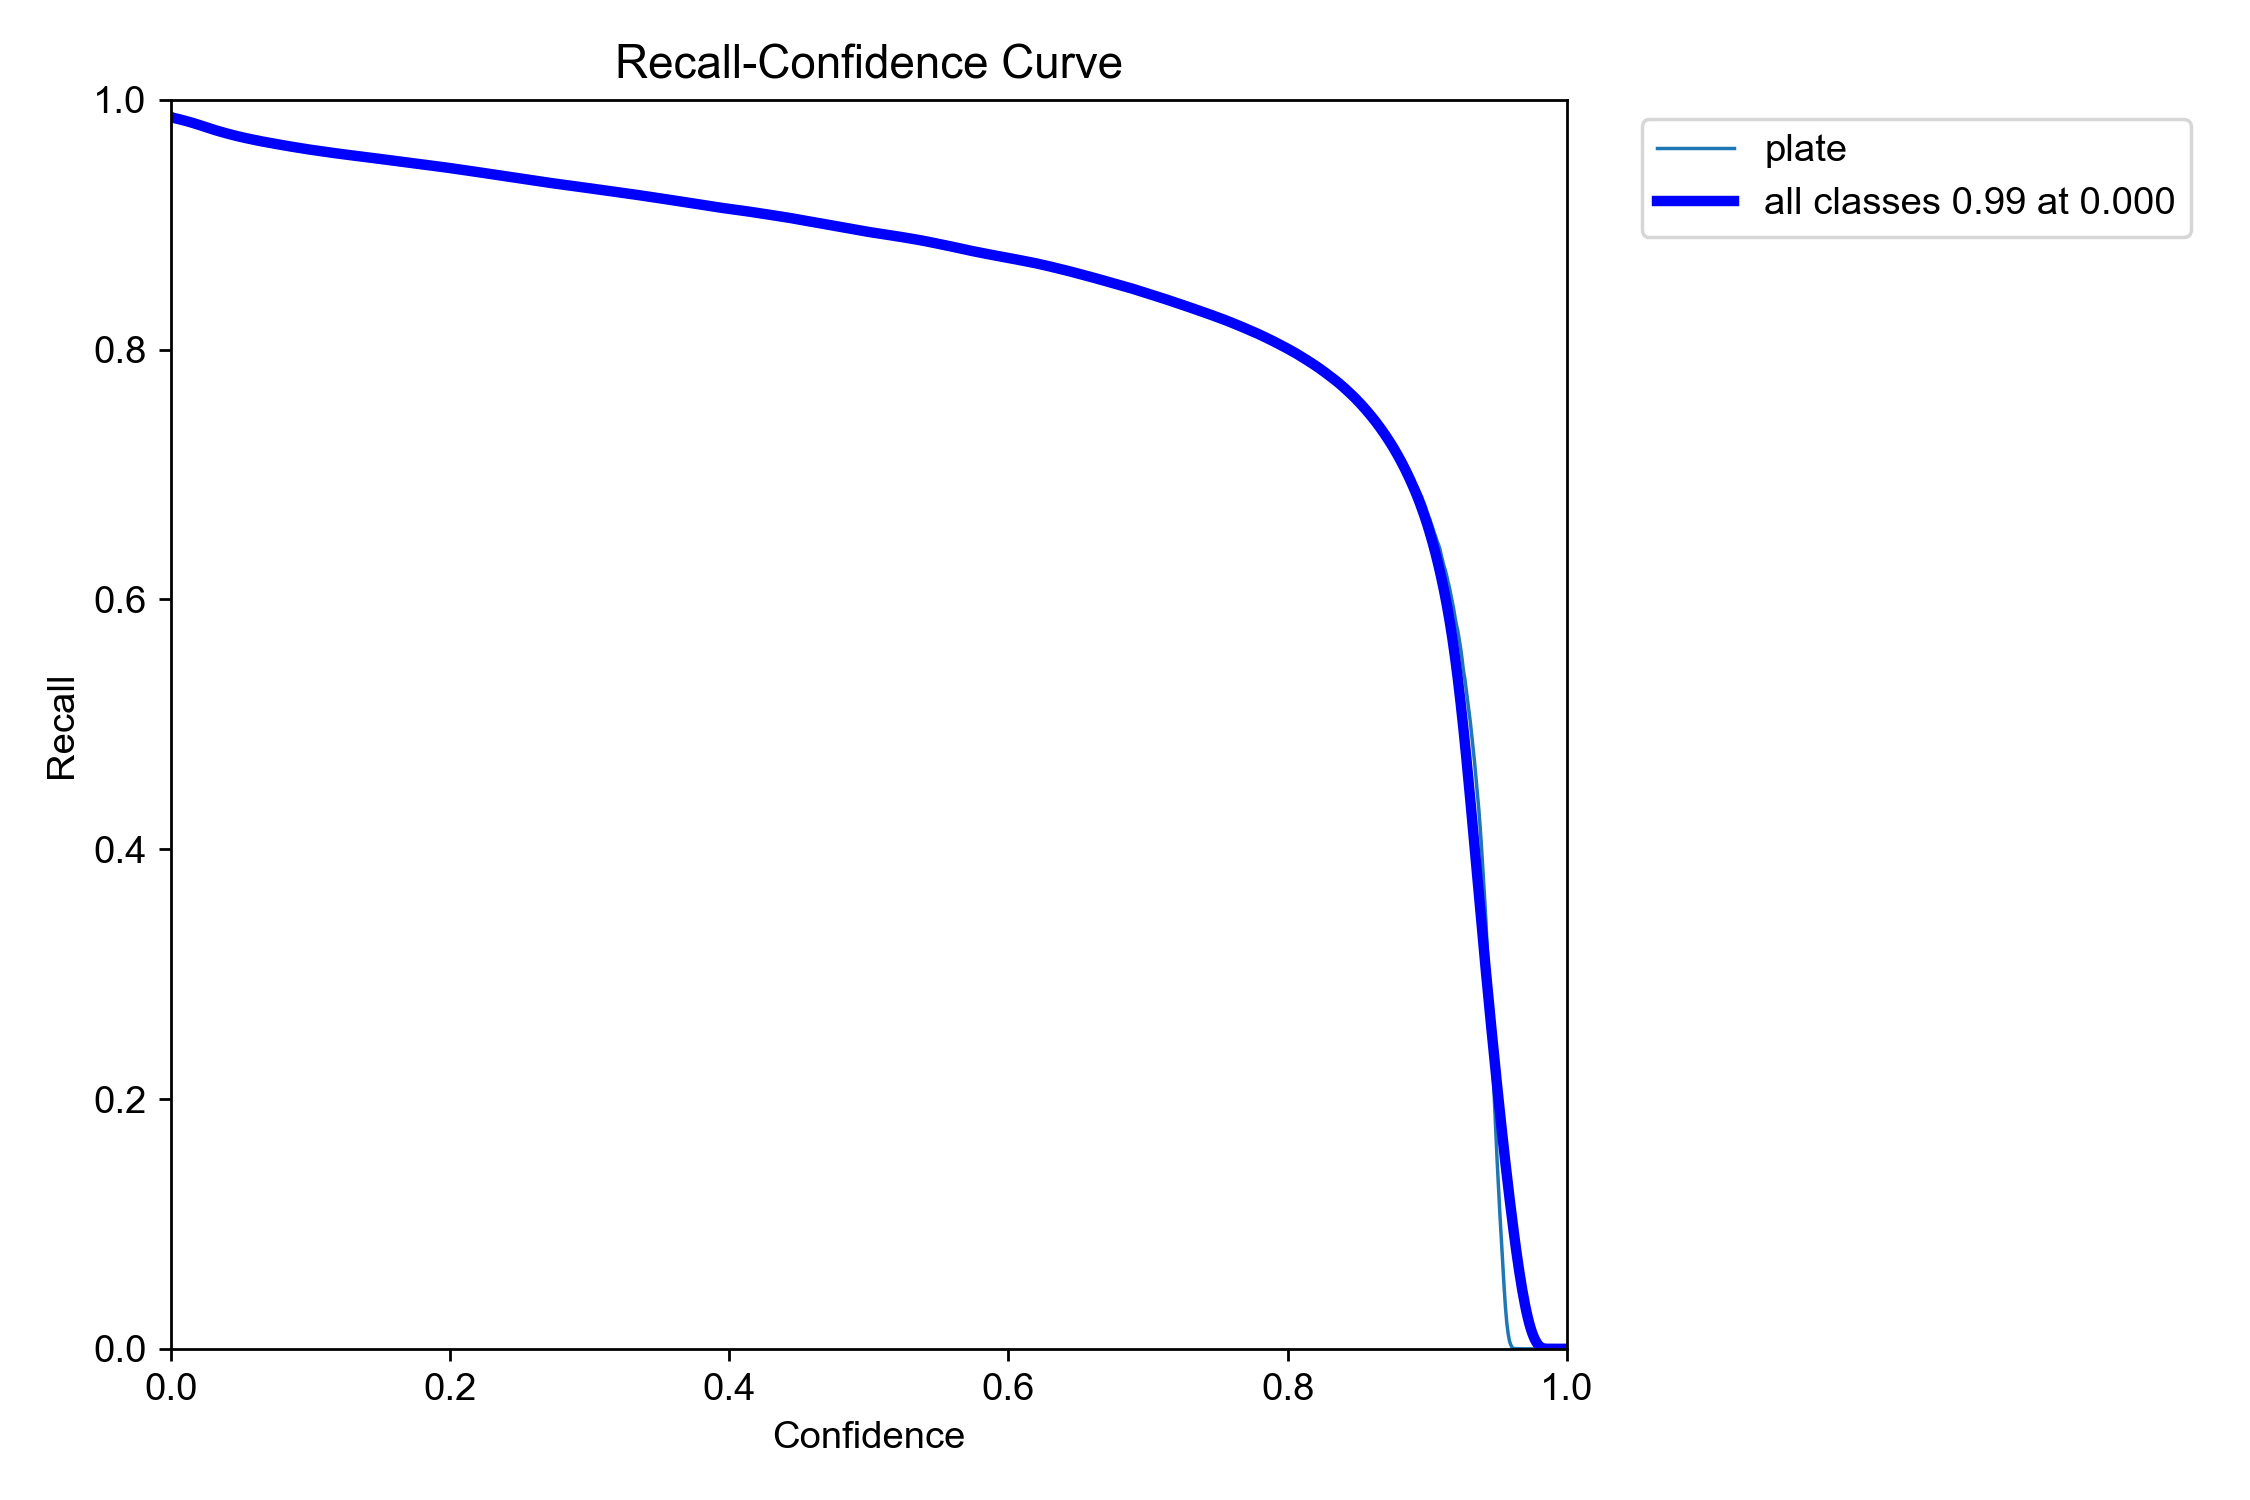 Recall-Confidence Curve
1.0
0.8
0.6
0.4
0.2
0.0
Recall
0.0 0.2 0.4 0.6 0.8 1.0
Confidence
plate
all classes 0.99 at 0.000